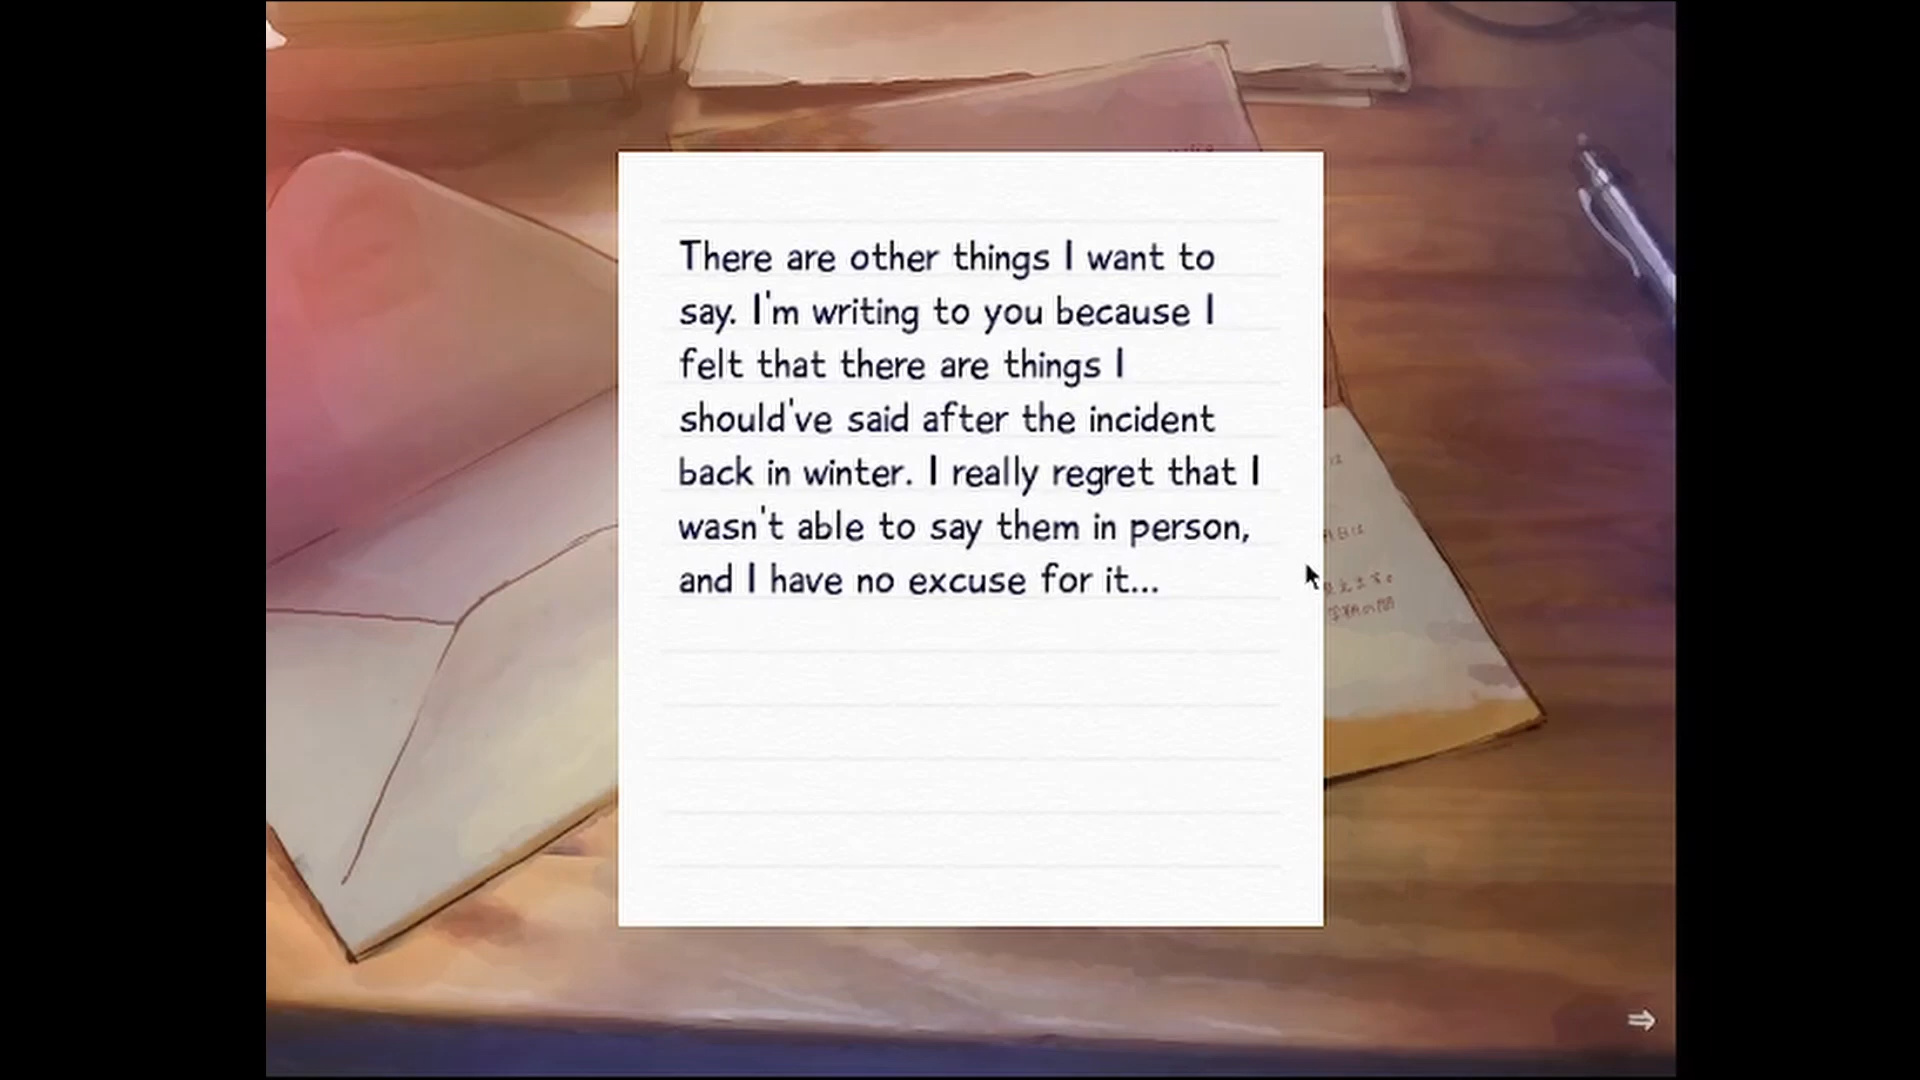 There are other things I want to
say. I'm writing to you because I
felt that there are things I
should've said after the incident
back in winter. I really regret that I
wasn't able to say them in person,
and I have no excuse for it...